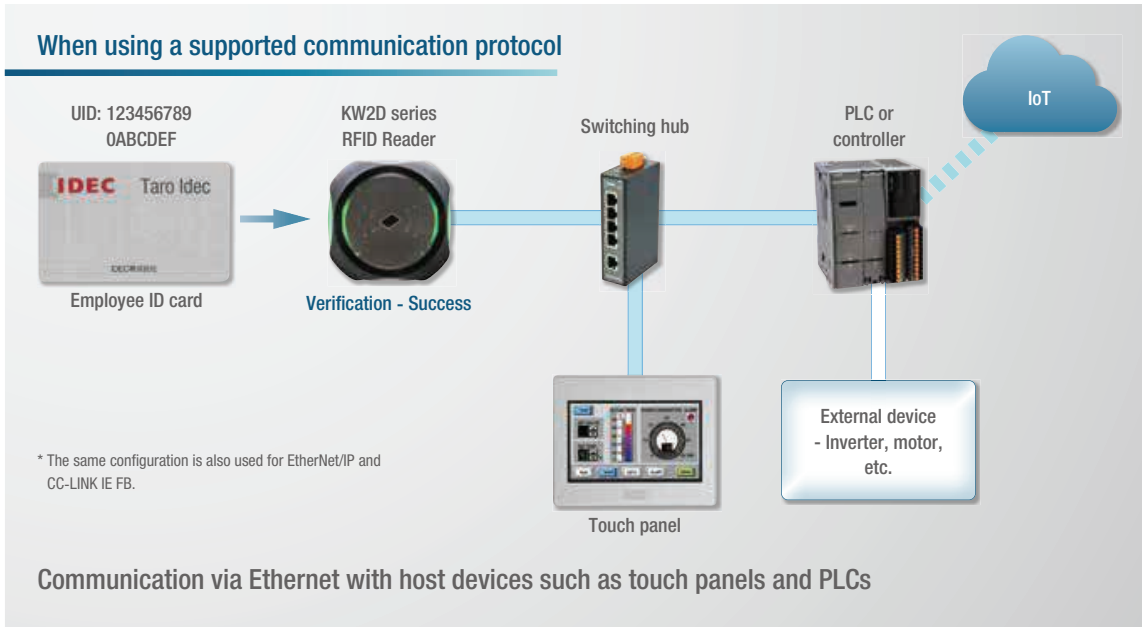 When using a supported communication protocol
UID: 123456789
0ABCDEF
IDEC
Taro Idec
Employee ID card
KW2D series
RFID Reader
Verification - Success
Switching hub
PLC or
controller
IoT
Touch panel
External device
- Inverter, motor,
etc.
* The same configuration is also used for EtherNet/IP and
CC-LINK IE FB.
Communication via Ethernet with host devices such as touch panels and PLCs